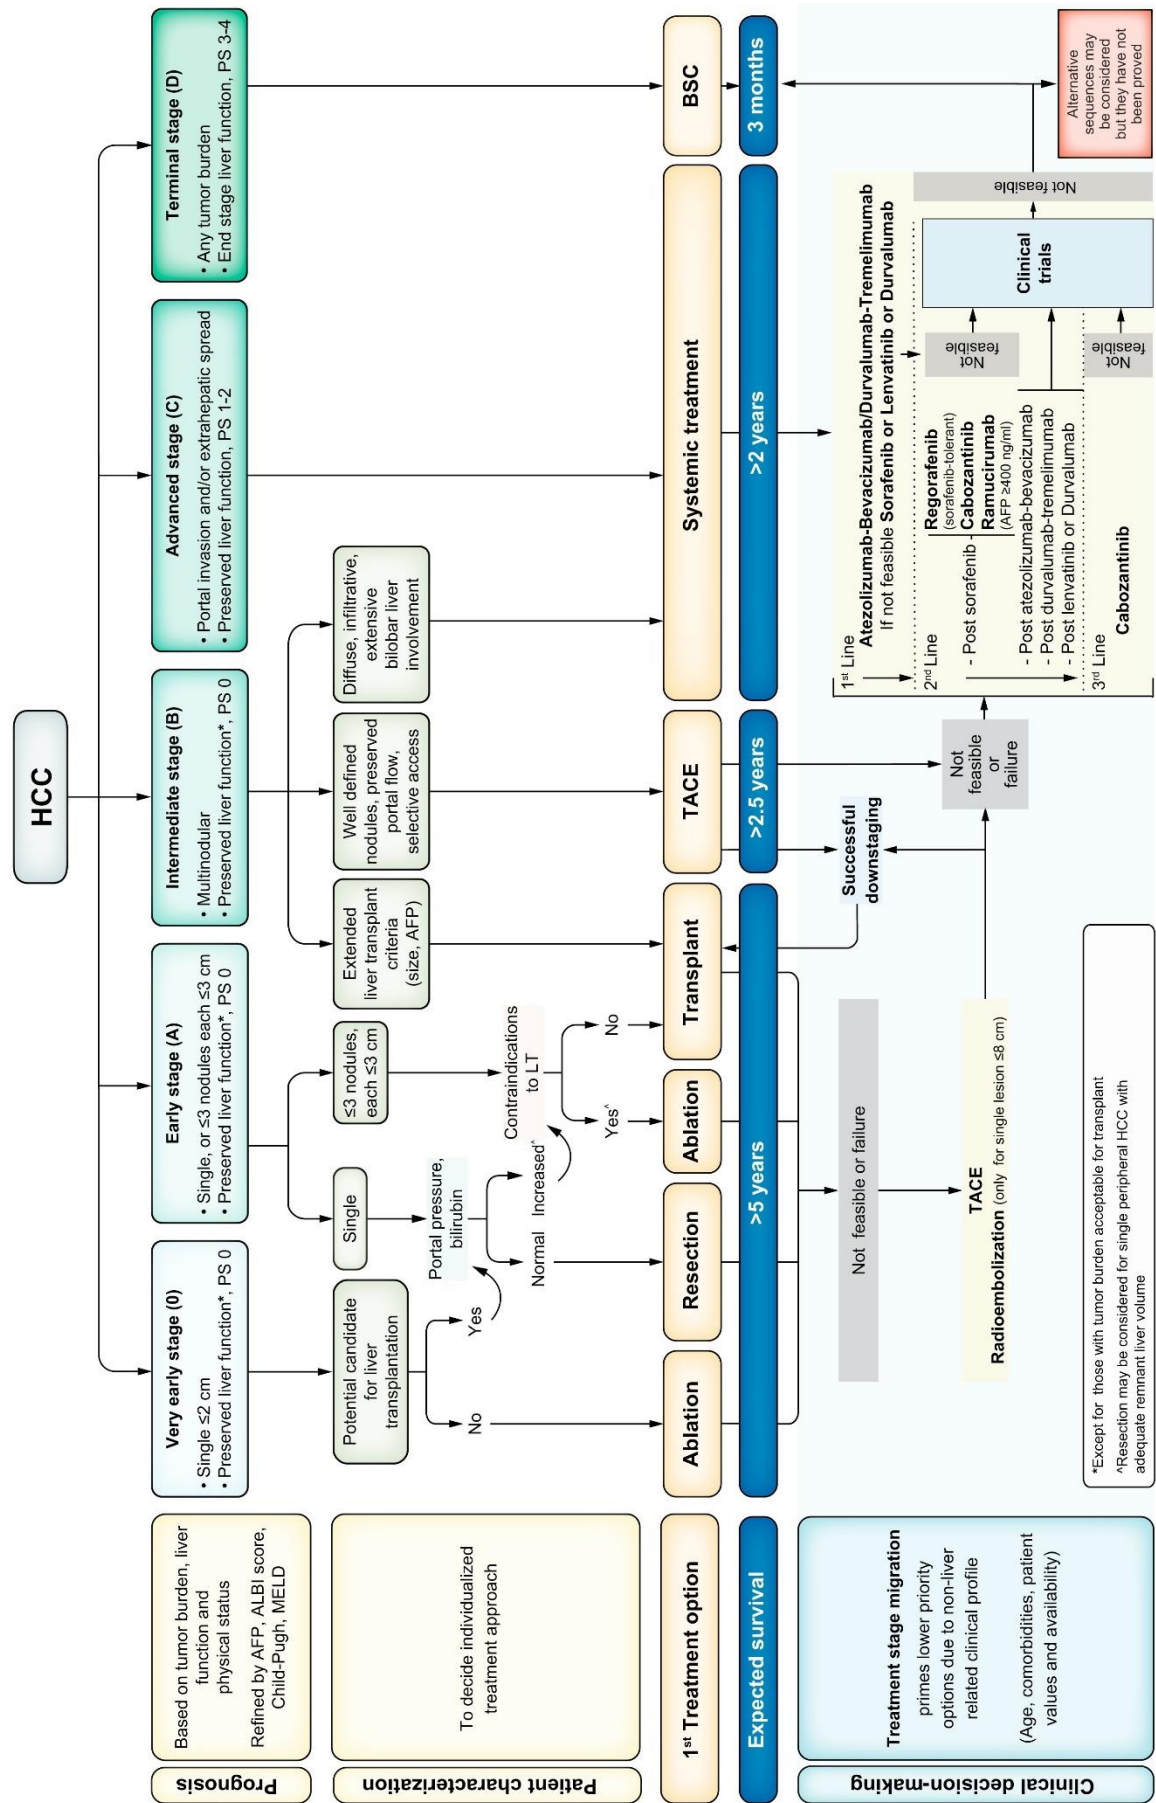 HCC
Prognosis
Based on tumor burden, liver
function and
physical status
Refined by AFP, ALBI score,
Child-Pugh, MELD
Very early stage (0)
• Single ≤2 cm
• Preserved liver function*, PS 0
Early stage (A)
• Single, or ≤3 nodules each ≤3 cm
• Preserved liver function*, PS 0
Intermediate stage (B)
• Multinodular
• Preserved liver function*, PS 0
Advanced stage (C)
• Portal invasion and/or extrahepatic spread
• Preserved liver function, PS 1-2
Terminal stage (D)
• Any tumor burden
• End stage liver function, PS 3-4
Patient characterization
To decide individualized
treatment approach
Potential candidate
for liver
transplantation
Single
≤3 nodules,
each ≤3 cm
Extended
liver transplant
criteria
(size, AFP)
Well defined
nodules, preserved
portal flow,
selective access
Diffuse, infiltrative,
extensive
bilobar liver
involvement
Portal pressure,
bilirubin
Contraindications
to LT
No
Yes
Normal
Increased^
Yes^
No
1st Treatment option
Ablation
Resection
Ablation
Transplant
TACE
Systemic treatment
BSC
Expected survival
>5 years
>2.5 years
>2 years
3 months
Clinical decision-making
Treatment stage migration
primes lower priority
options due to non-liver
related clinical profile
(Age, comorbidities, patient
values and availability)
Not feasible or failure
TACE
Radioembolization (only for single lesion ≤8 cm)
Successful
downstaging
Not
feasible
or
failure
1st Line
Atezolizumab-Bevacizumab/Durvalumab-Tremelimumab
If not feasible Sorafenib or Lenvatinib or Durvalumab
2nd Line
- Post sorafenib -
Regorafenib
(sorafenib-tolerant)
Cabozantinib
Ramucirumab
(AFP ≥400 ng/ml)
- Post atezolizumab-bevacizumab
- Post durvalumab-tremelimumab
- Post lenvatinib or Durvalumab
3rd Line
Cabozantinib
Not
feasible
Not
feasible
Clinical
trials
Not feasible
Alternative
sequences may
be considered
but they have not
been proved
*Except for those with tumor burden acceptable for transplant
^Resection may be considered for single peripheral HCC with
adequate remnant liver volume